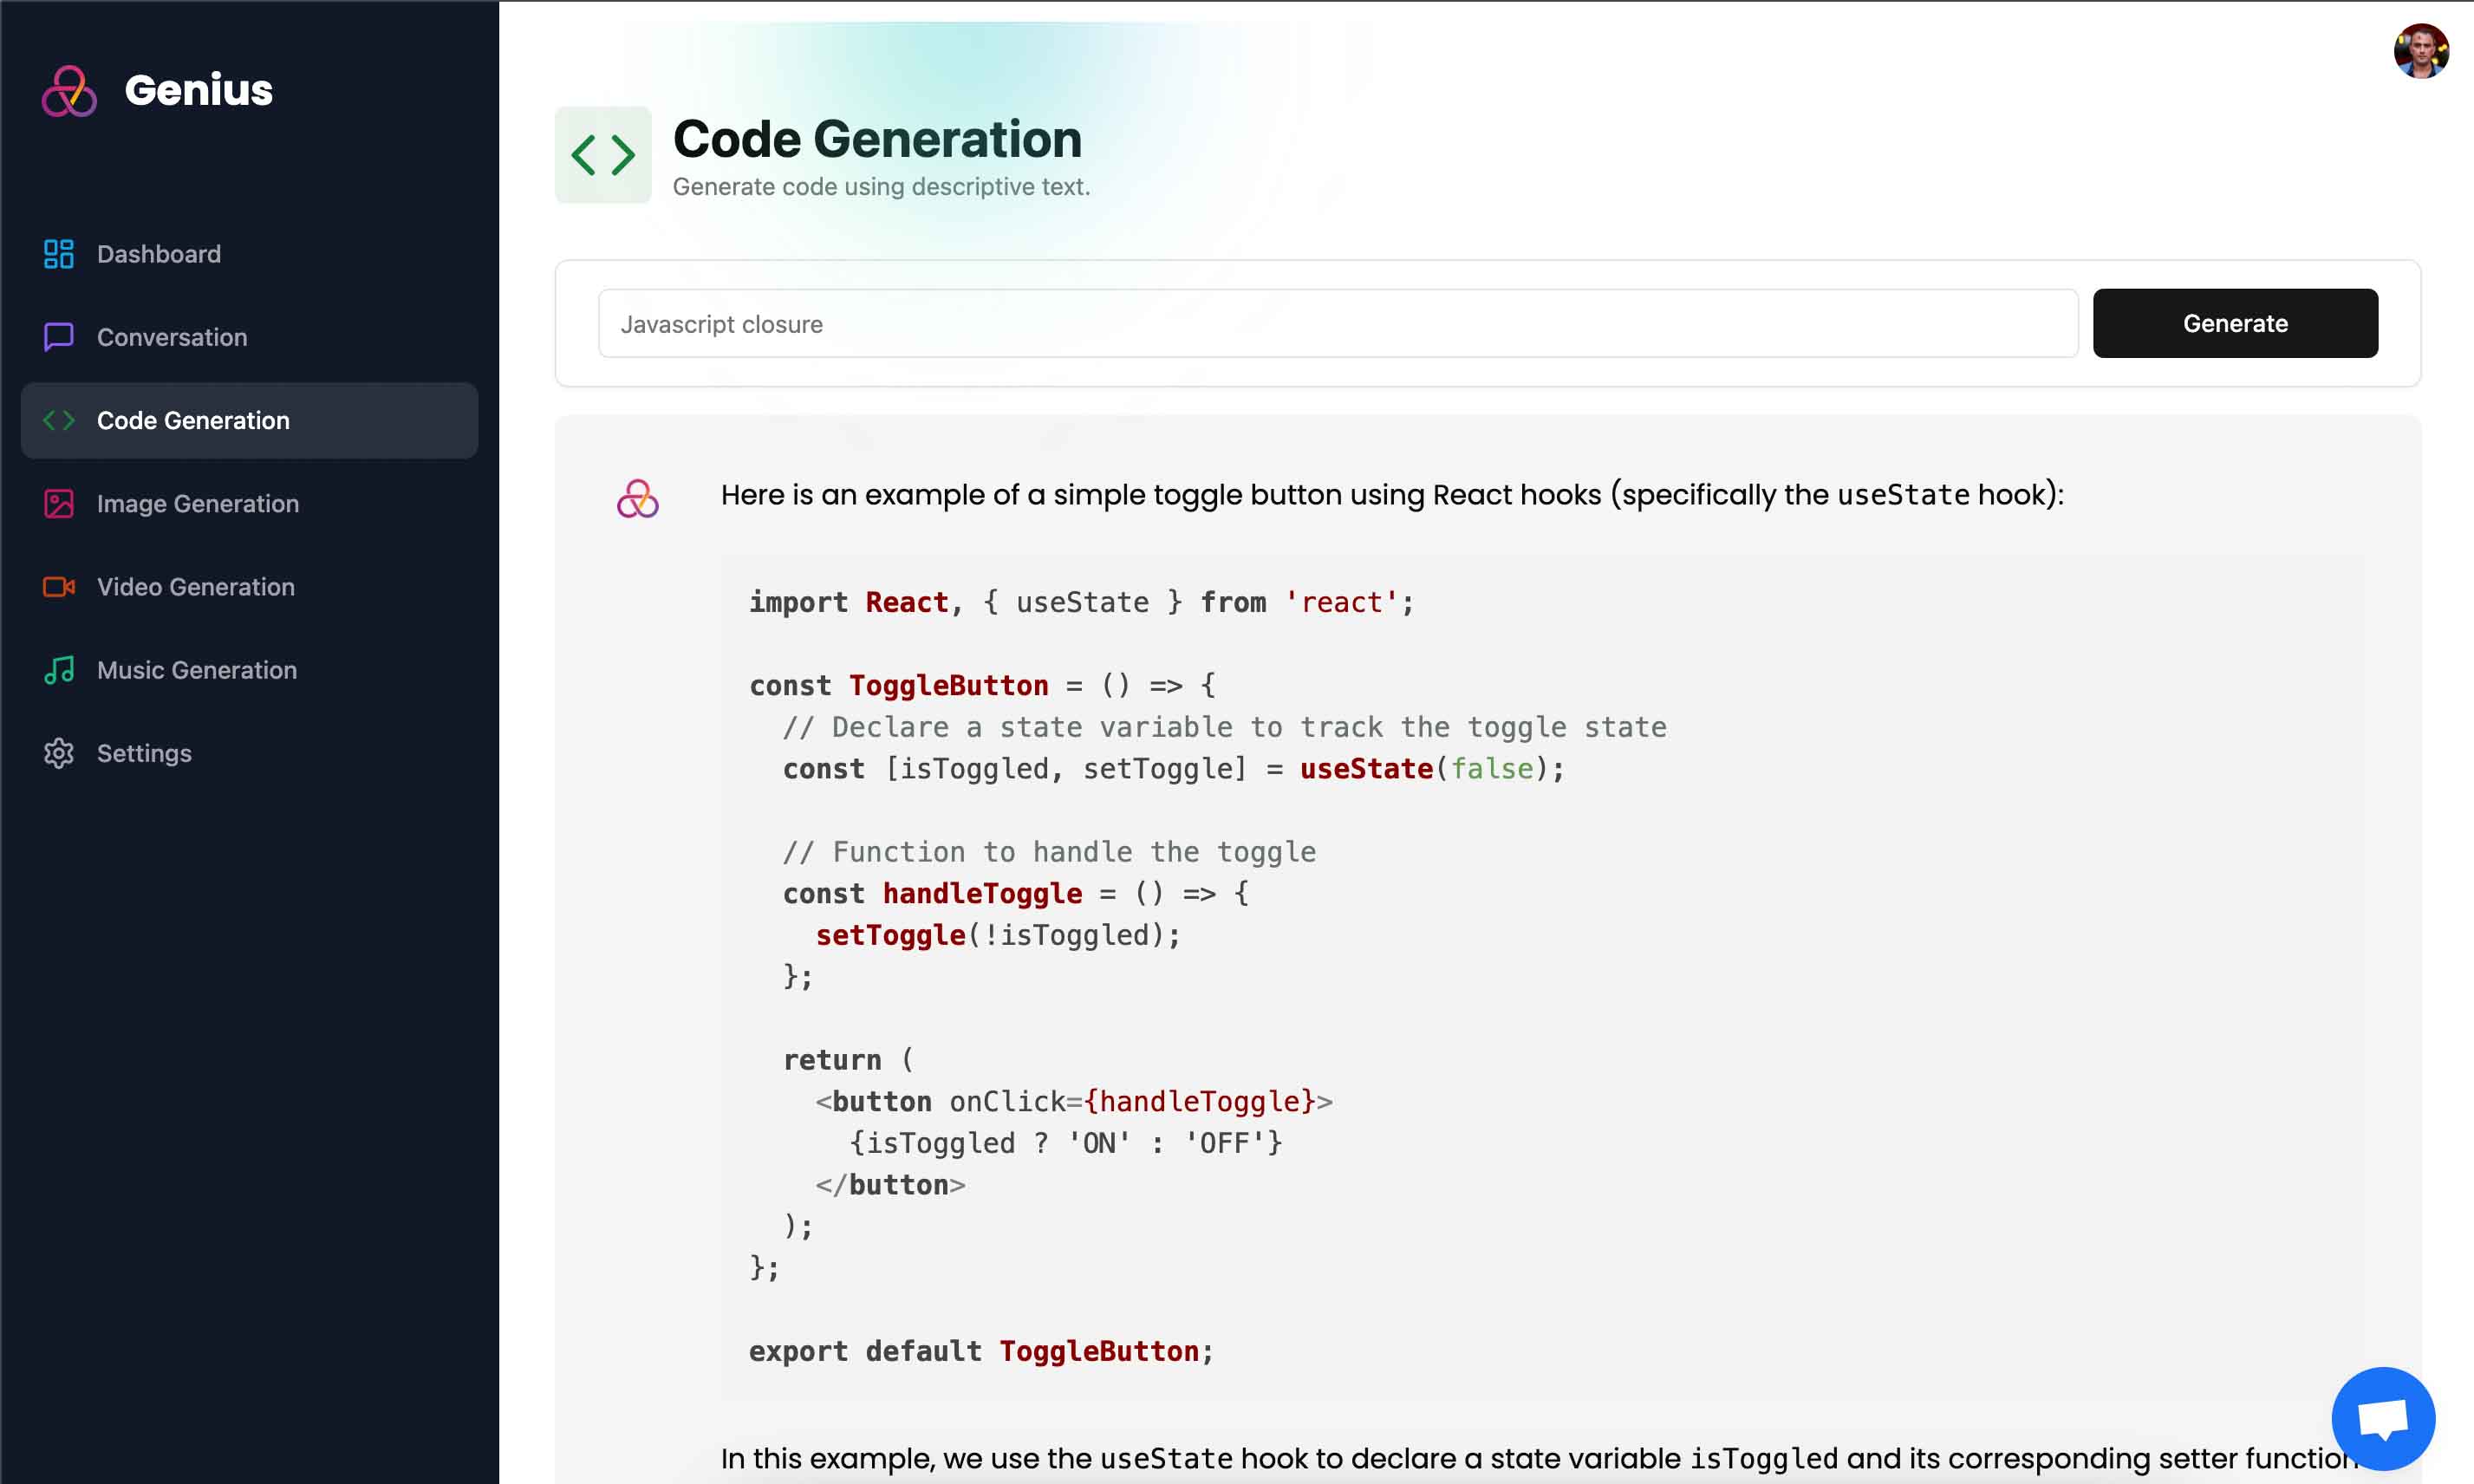 Genius
Dashboard
Conversation
Code Generation
Image Generation
Video Generation
Music Generation
Settings
Code Generation
Generate code using descriptive text.
Javascript closure
Generate
Here is an example of a simple toggle button using React hooks (specifically the useState hook):
import React, { useState } from 'react';
const ToggleButton = () => {
  // Declare a state variable to track the toggle state
  const [isToggled, setToggle] = useState(false);
  // Function to handle the toggle
  const handleToggle = () => {
    setToggle(!isToggled);
  };
  return (
    <button onClick={handleToggle}>
      {isToggled ? 'ON' : 'OFF'}
    </button>
  );
};
export default ToggleButton;
In this example, we use the useState hook to declare a state variable isToggled and its corresponding setter function